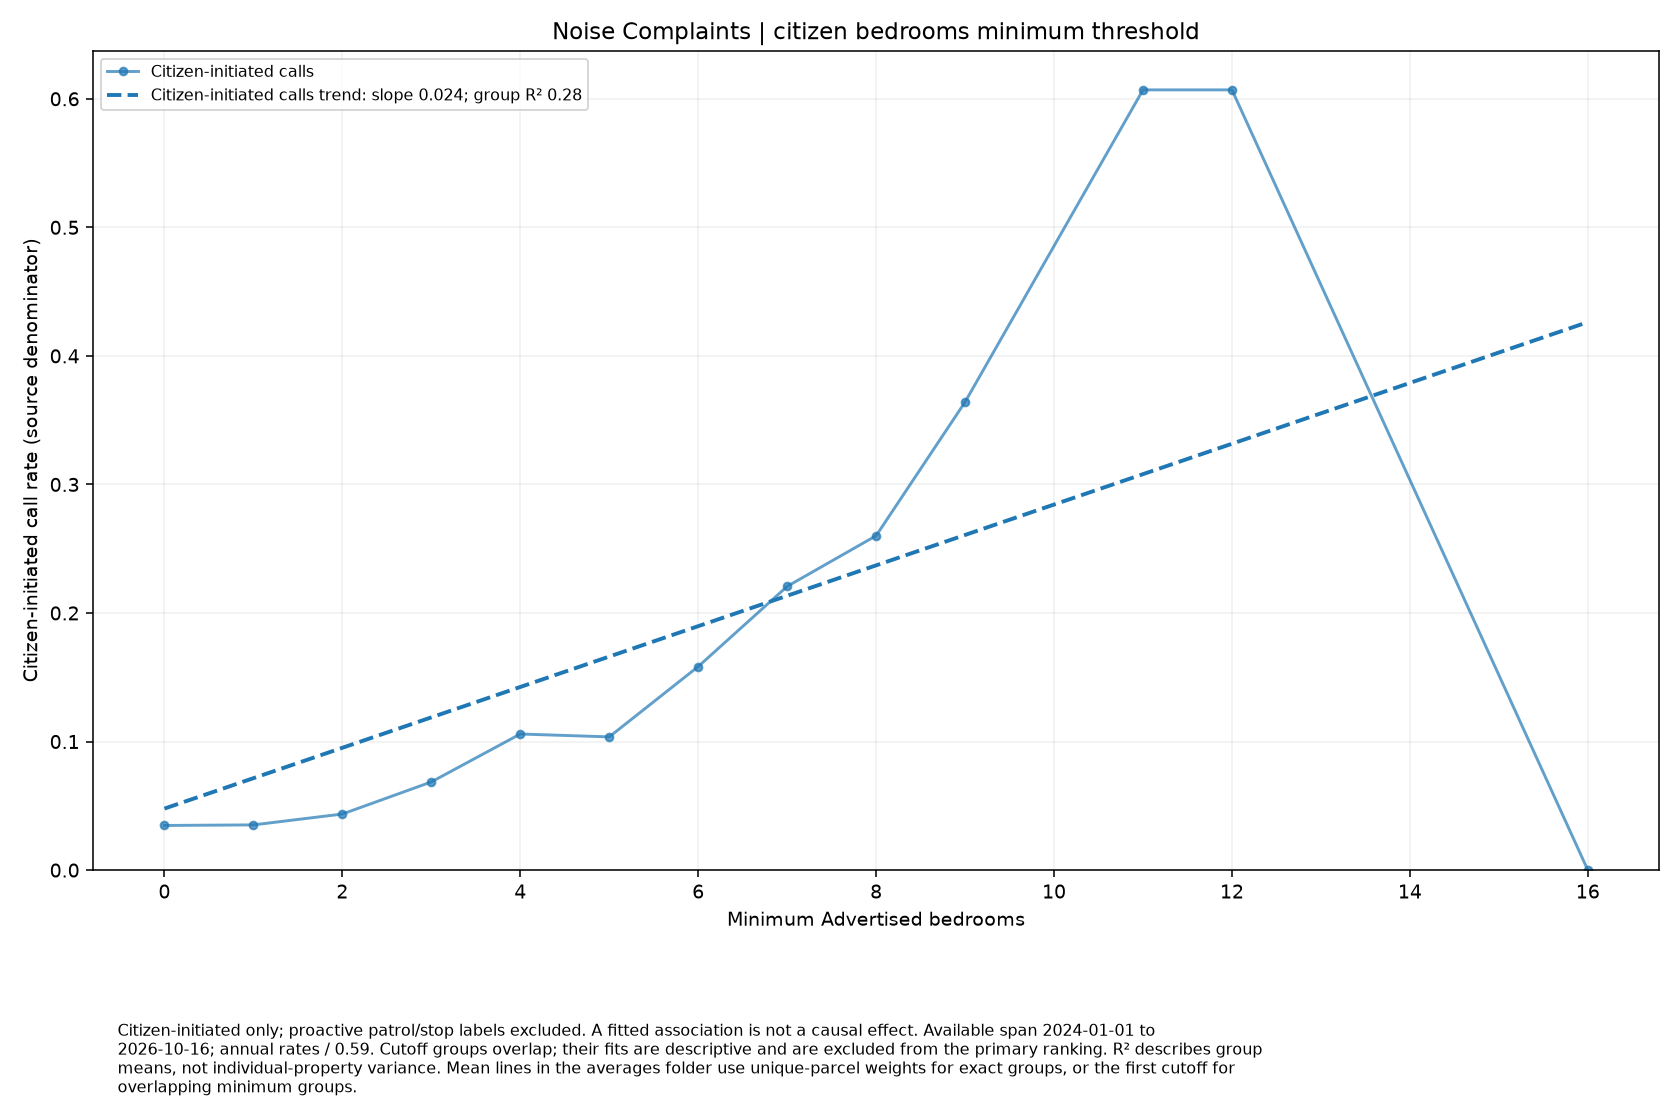 Noise Complaints | citizen bedrooms minimum threshold
Citizen-initiated calls
Citizen-initiated calls trend: slope 0.024; group R² 0.28
Citizen-initiated call rate (source denominator)
0.6
0.5
0.4
0.3
0.2
0.1
0.0
0 2 4 6 8 10 12 14 16
Minimum Advertised bedrooms
Citizen-initiated only; proactive patrol/stop labels excluded. A fitted association is not a causal effect. Available span 2024-01-01 to
2026-10-16; annual rates / 0.59. Cutoff groups overlap; their fits are descriptive and are excluded from the primary ranking. R² describes group
means, not individual-property variance. Mean lines in the averages folder use unique-parcel weights for exact groups, or the first cutoff for
overlapping minimum groups.